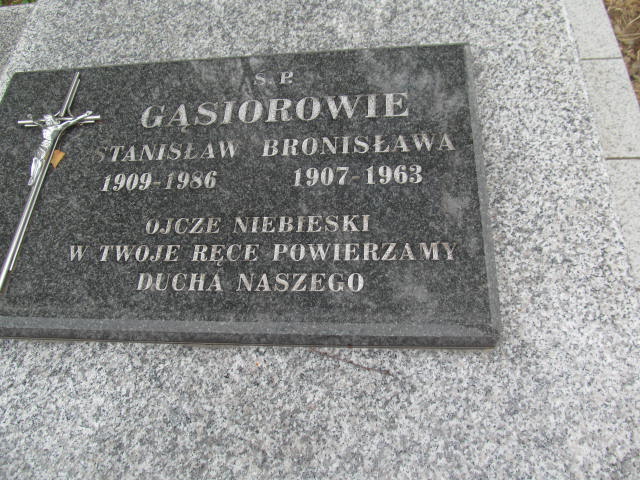 Ś. P.
GĄSIOROWIE
STANISŁAW BRONISŁAWA
1909-1986 1907-1963
OJCZE NIEBIESKI
W TWOJE RĘCE POWIERZAMY
DUCHA NASZEGO